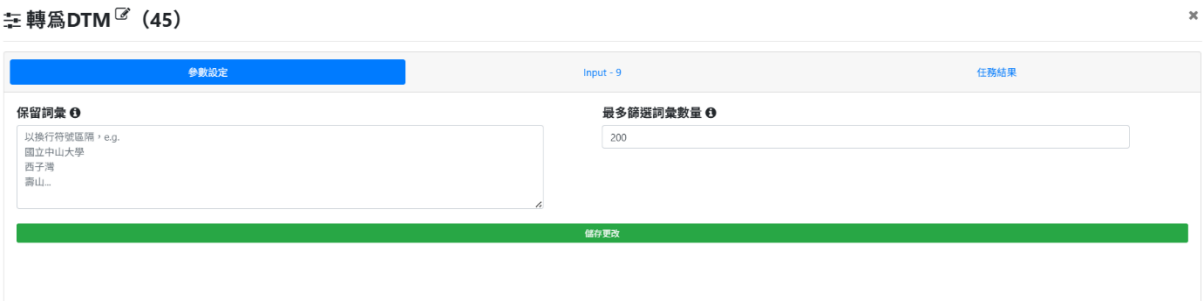 轉爲DTM（45）
參數設定
Input - 9
任務結果
保留詞彙
最多篩選詞彙數量
以換行符號區隔，e.g.
國立中山大學
西子灣
壽山...
200
儲存更改